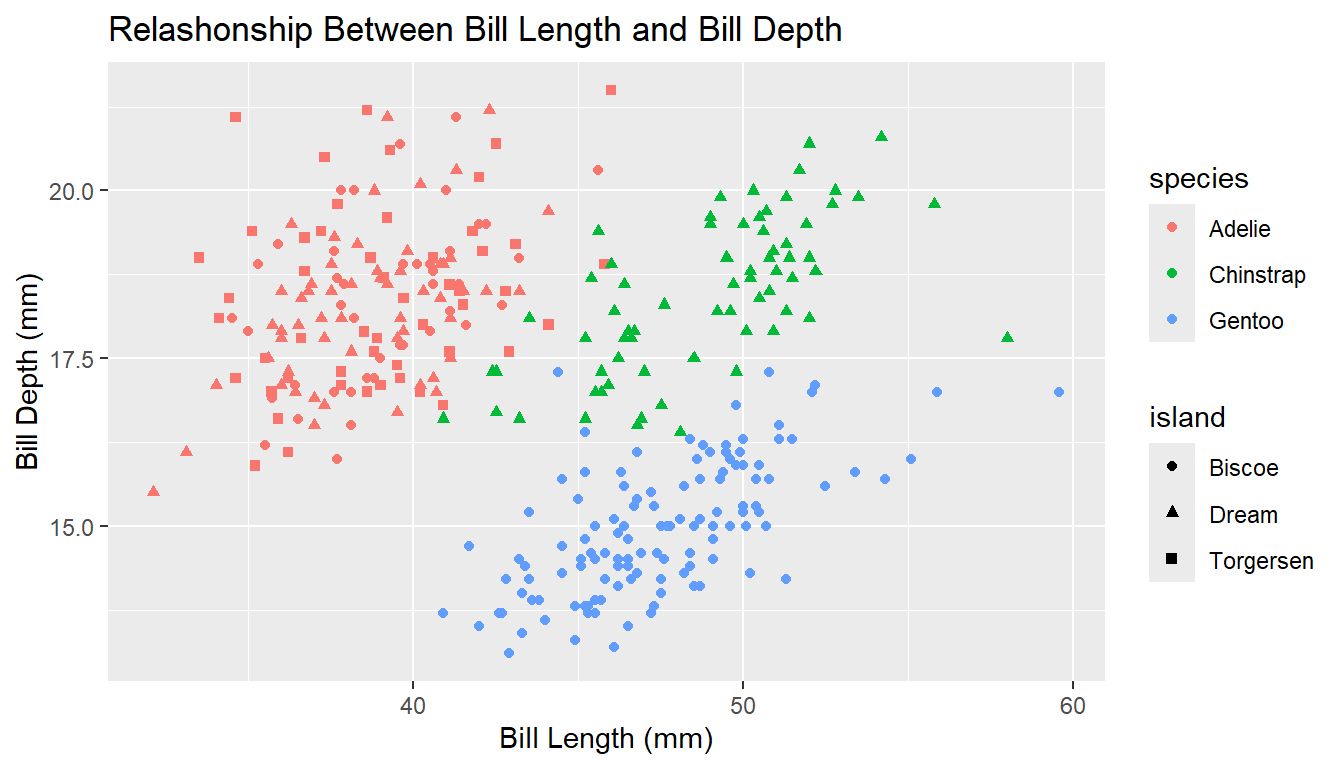 Relashonship Between Bill Length and Bill Depth
Bill Depth (mm)
20.0
17.5
15.0
40
50
60
Bill Length (mm)
species
Adelie
Chinstrap
Gentoo
island
Biscoe
Dream
Torgersen